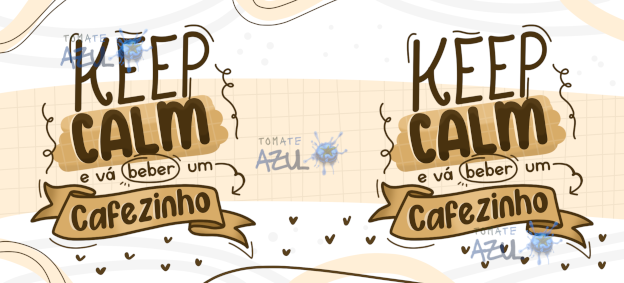 KEEP
CALM
e vá beber um
Cafezinho
KEEP
CALM
e vá beber um
Cafezinho
TOMATE
AZUL
TOMATE
AZUL
TOMATE
AZUL